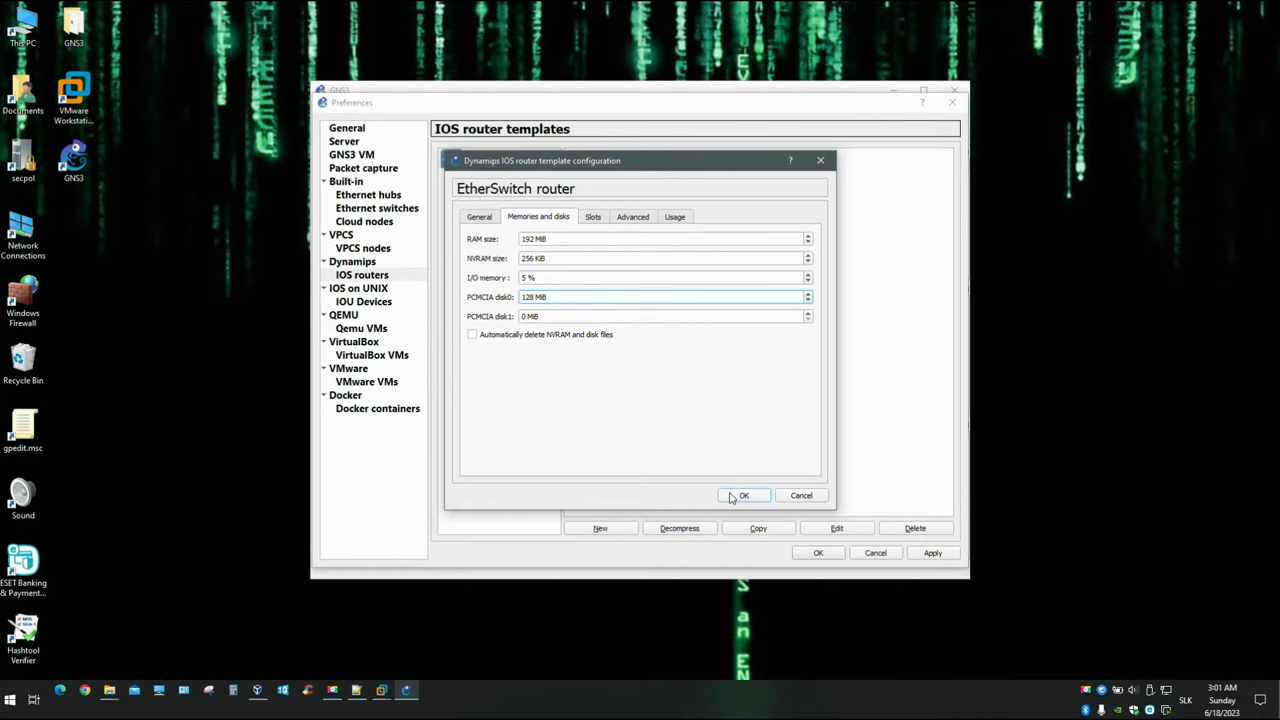 This PC
GNS3
Documents
VMware
Workstati...
secpol
GNS3
Network
Connections
Windows
Firewall
Recycle Bin
gpedit.msc
Sound
ESET Banking
& Payment...
Hashtool
Verifier
GNS3
Preferences
?
General
Server
GNS3 VM
Packet capture
Built-in
Ethernet hubs
Ethernet switches
Cloud nodes
VPCS
VPCS nodes
Dynamips
IOS routers
IOS on UNIX
IOU Devices
QEMU
Qemu VMs
VirtualBox
VirtualBox VMs
VMware
VMware VMs
Docker
Docker containers
IOS router templates
Dynamips IOS router template configuration
?
EtherSwitch router
General Memories and disks Slots Advanced Usage
RAM size: 192 MiB
NVRAM size: 256 KiB
I/O memory : 5 %
PCMCIA disk0: 128 MiB
PCMCIA disk1: 0 MiB
Automatically delete NVRAM and disk files
OK Cancel
New Decompress Copy Edit Delete
OK Cancel Apply
S
an
EN
SLK
3:01 AM
Sunday
6/18/2023